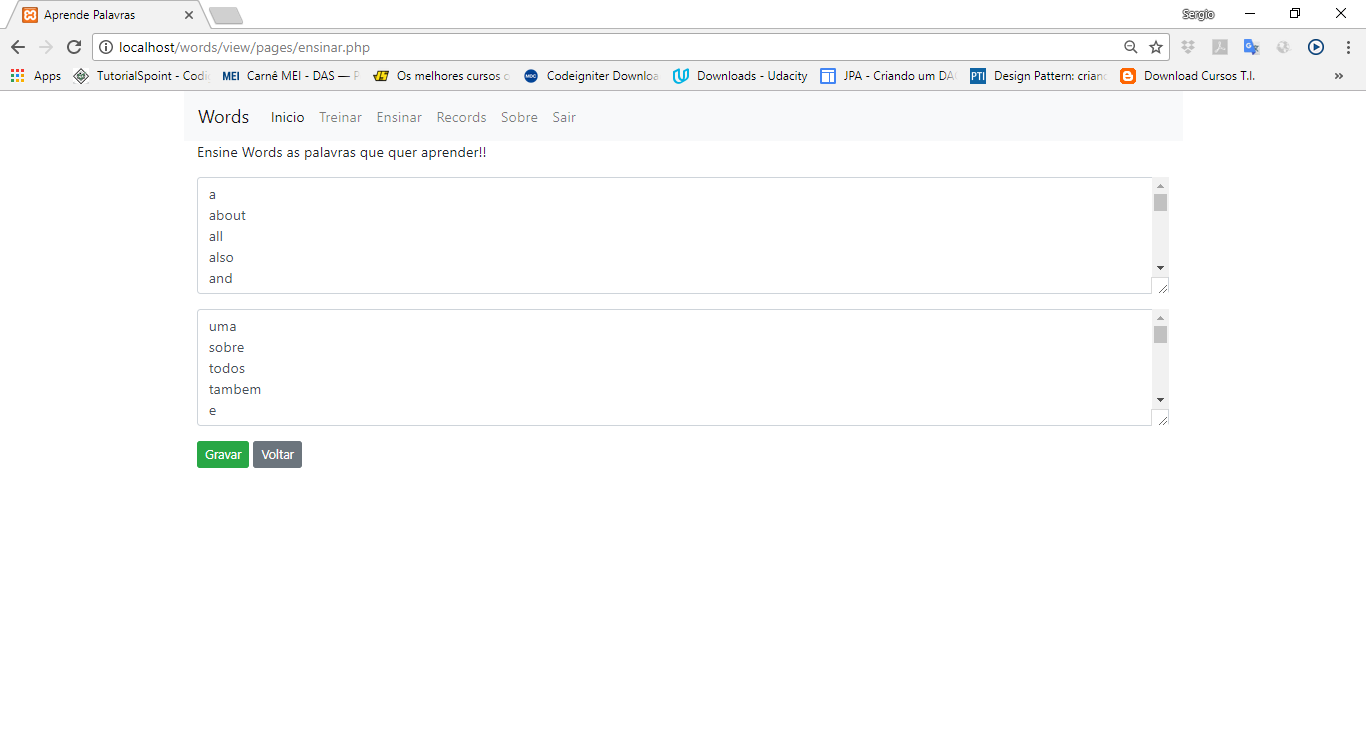 Aprende Palavras
Sergio
localhost/words/view/pages/ensinar.php
Apps TutorialSpoint - Codi MEI Carnê MEI - DAS — P Os melhores cursos MDC Codeigniter Downloa Downloads - Udacity JPA - Criando um DA PTI Design Pattern: crian Download Cursos T.I. »
Words Inicio Treinar Ensinar Records Sobre Sair
Ensine Words as palavras que quer aprender!!
a
about
all
also
and
uma
sobre
todos
tambem
e
Gravar Voltar